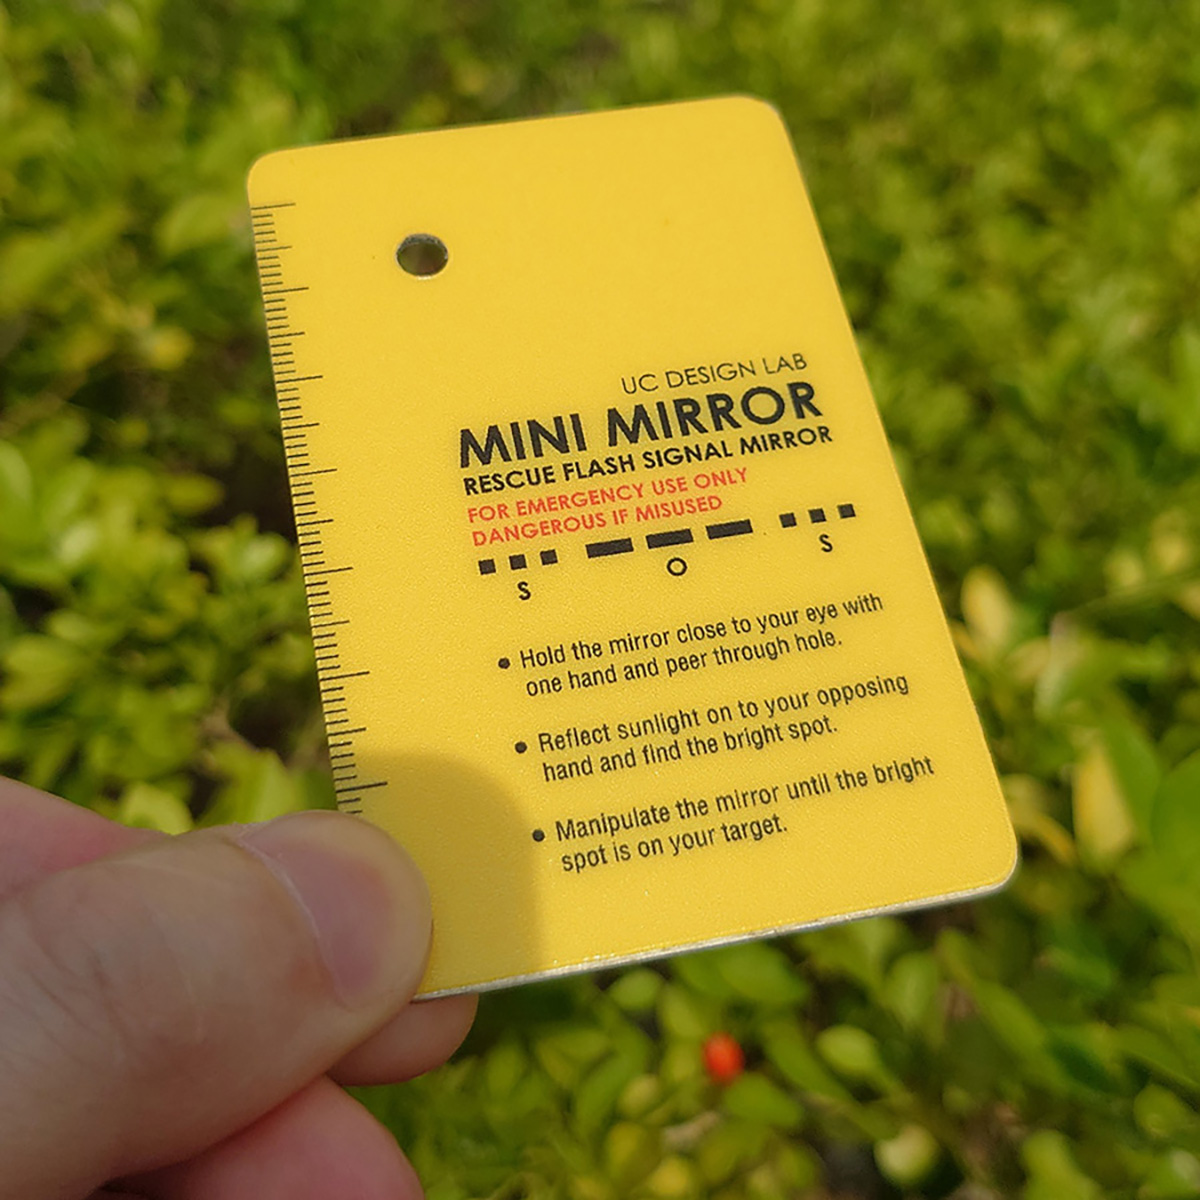 UC DESIGN LAB
MINI MIRROR
RESCUE FLASH SIGNAL MIRROR
FOR EMERGENCY USE ONLY
DANGEROUS IF MISUSED
S O S
• Hold the mirror close to your eye with
one hand and peer through hole.
• Reflect sunlight on to your opposing
hand and find the bright spot.
• Manipulate the mirror until the bright
spot is on your target.